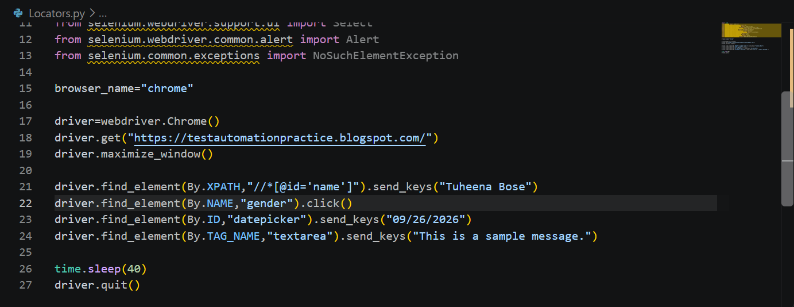 Locators.py > ...
11 from selenium.webdriver.support.ui import Select
12 from selenium.webdriver.common.alert import Alert
13 from selenium.common.exceptions import NoSuchElementException
14
15 browser_name="chrome"
16
17 driver=webdriver.Chrome()
18 driver.get("https://testautomationpractice.blogspot.com/")
19 driver.maximize_window()
20
21 driver.find_element(By.XPATH,"//*[@id='name']").send_keys("Tuheena Bose")
22 driver.find_element(By.NAME,"gender").click()
23 driver.find_element(By.ID,"datepicker").send_keys("09/26/2026")
24 driver.find_element(By.TAG_NAME,"textarea").send_keys("This is a sample message.")
25
26 time.sleep(40)
27 driver.quit()